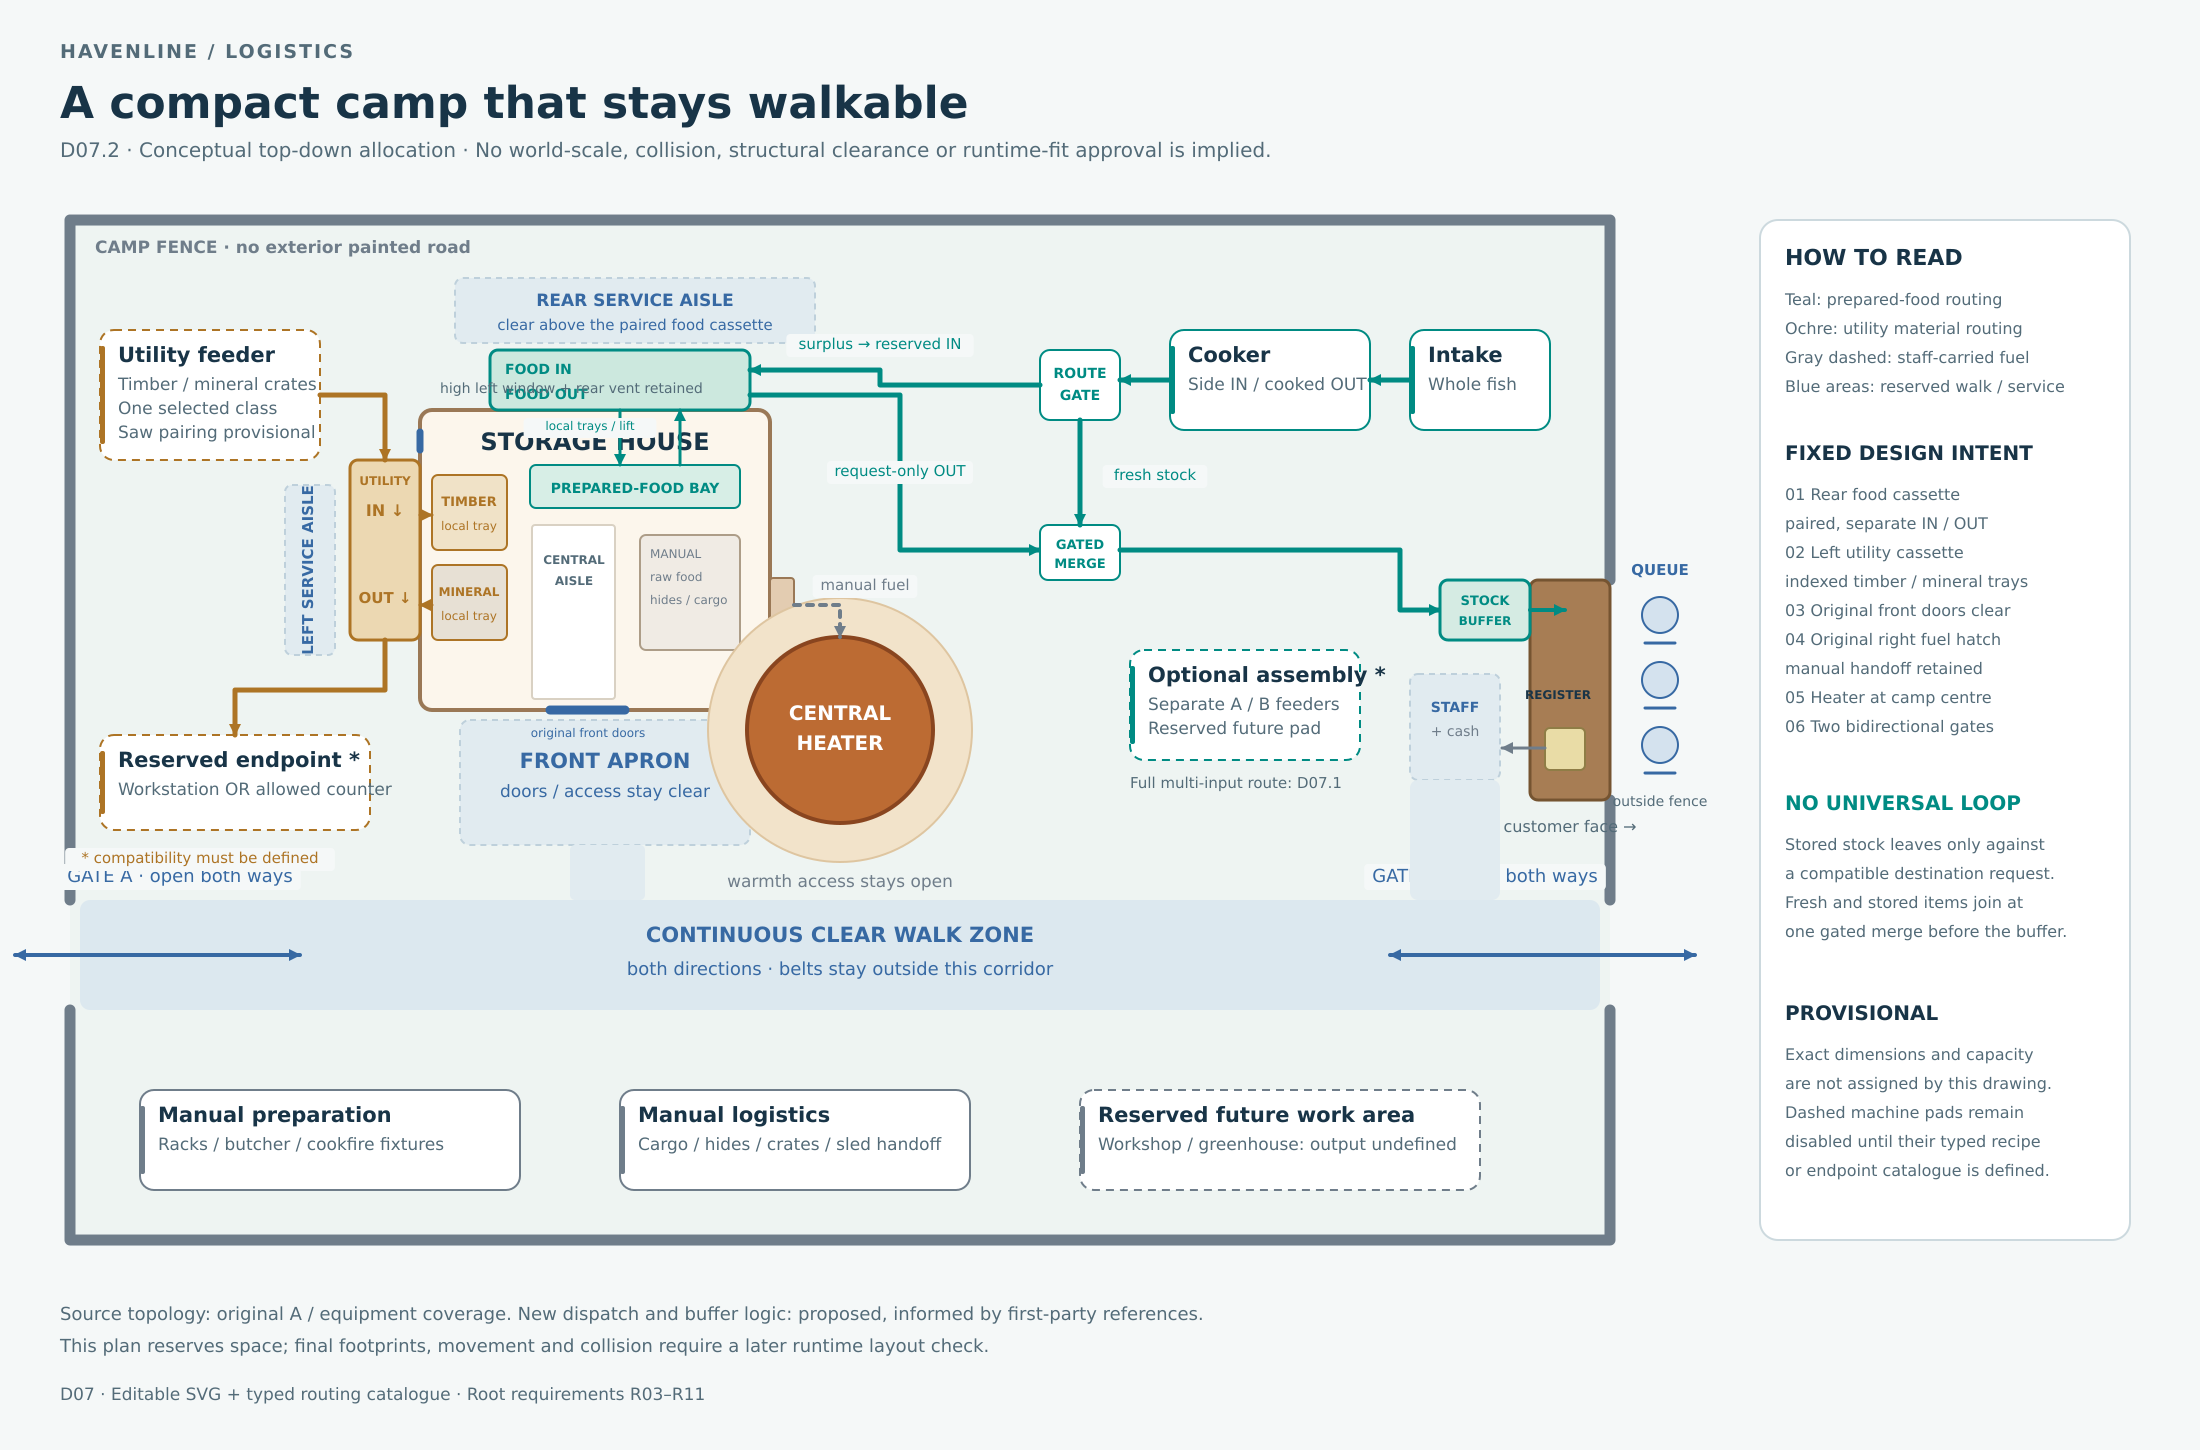 HAVENLINE / LOGISTICS
A compact camp that stays walkable
D07.2 · Conceptual top-down allocation · No world-scale, collision, structural clearance or runtime-fit approval is implied.
CAMP FENCE · no exterior painted road
REAR SERVICE AISLE
clear above the paired food cassette
surplus → reserved IN
Utility feeder
Timber / mineral crates
One selected class
Saw pairing provisional
FOOD IN
high left window + rear vent retained
FOOD OUT
local trays / lift
STORAGE HOUSE
ROUTE
GATE
Cooker
Side IN / cooked OUT
Intake
Whole fish
request-only OUT
fresh stock
LEFT SERVICE AISLE
UTILITY
IN ↓
OUT ↓
TIMBER
local tray
MINERAL
local tray
PREPARED-FOOD BAY
CENTRAL
AISLE
MANUAL
raw food
hides / cargo
manual fuel
GATED
MERGE
STOCK
BUFFER
QUEUE
CENTRAL
HEATER
original front doors
FRONT APRON
doors / access stay clear
Optional assembly *
Separate A / B feeders
Reserved future pad
Full multi-input route: D07.1
STAFF
+ cash
REGISTER
outside fence
customer face →
Reserved endpoint *
Workstation OR allowed counter
* compatibility must be defined
GATE A · open both ways
warmth access stays open
GAT
both ways
CONTINUOUS CLEAR WALK ZONE
both directions · belts stay outside this corridor
Manual preparation
Racks / butcher / cookfire fixtures
Manual logistics
Cargo / hides / crates / sled handoff
Reserved future work area
Workshop / greenhouse: output undefined
HOW TO READ
Teal: prepared-food routing
Ochre: utility material routing
Gray dashed: staff-carried fuel
Blue areas: reserved walk / service
FIXED DESIGN INTENT
01 Rear food cassette
paired, separate IN / OUT
02 Left utility cassette
indexed timber / mineral trays
03 Original front doors clear
04 Original right fuel hatch
manual handoff retained
05 Heater at camp centre
06 Two bidirectional gates
NO UNIVERSAL LOOP
Stored stock leaves only against
a compatible destination request.
Fresh and stored items join at
one gated merge before the buffer.
PROVISIONAL
Exact dimensions and capacity
are not assigned by this drawing.
Dashed machine pads remain
disabled until their typed recipe
or endpoint catalogue is defined.
Source topology: original A / equipment coverage. New dispatch and buffer logic: proposed, informed by first-party references.
This plan reserves space; final footprints, movement and collision require a later runtime layout check.
D07 · Editable SVG + typed routing catalogue · Root requirements R03–R11